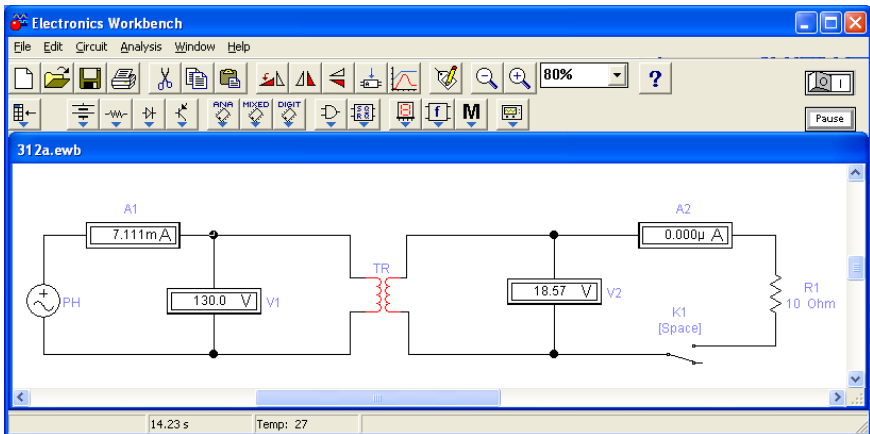 Electronics Workbench
File Edit Circuit Analysis Window Help
80% ?
ANA MIXED DIGIT M
Pause
312a.ewb
A1 A2
7.111m A 0.000µ A
TR
PH 130.0 V V1 18.57 V V2 R1
10 Ohm
K1
[Space]
14.23 s Temp: 27